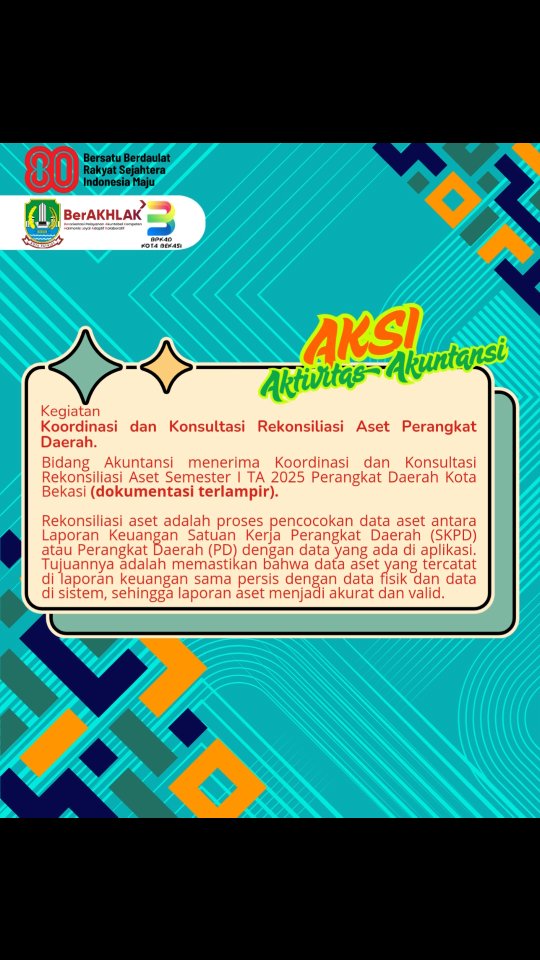 80 Bersatu Berdaulat
Rakyat Sejahtera
Indonesia Maju
BerAKHLAK
BPKAD
KOTA BEKASI
AKSI
Aktivitas Akuntansi
Kegiatan
Koordinasi dan Konsultasi Rekonsiliasi Aset Perangkat
Daerah.
Bidang Akuntansi menerima Koordinasi dan Konsultasi
Rekonsiliasi Aset Semester I TA 2025 Perangkat Daerah Kota
Bekasi (dokumentasi terlampir).
Rekonsiliasi aset adalah proses pencocokan data aset antara
Laporan Keuangan Satuan Kerja Perangkat Daerah (SKPD)
atau Perangkat Daerah (PD) dengan data yang ada di aplikasi.
Tujuannya adalah memastikan bahwa data aset yang tercatat
di laporan keuangan sama persis dengan data fisik dan data
di sistem, sehingga laporan aset menjadi akurat dan valid.